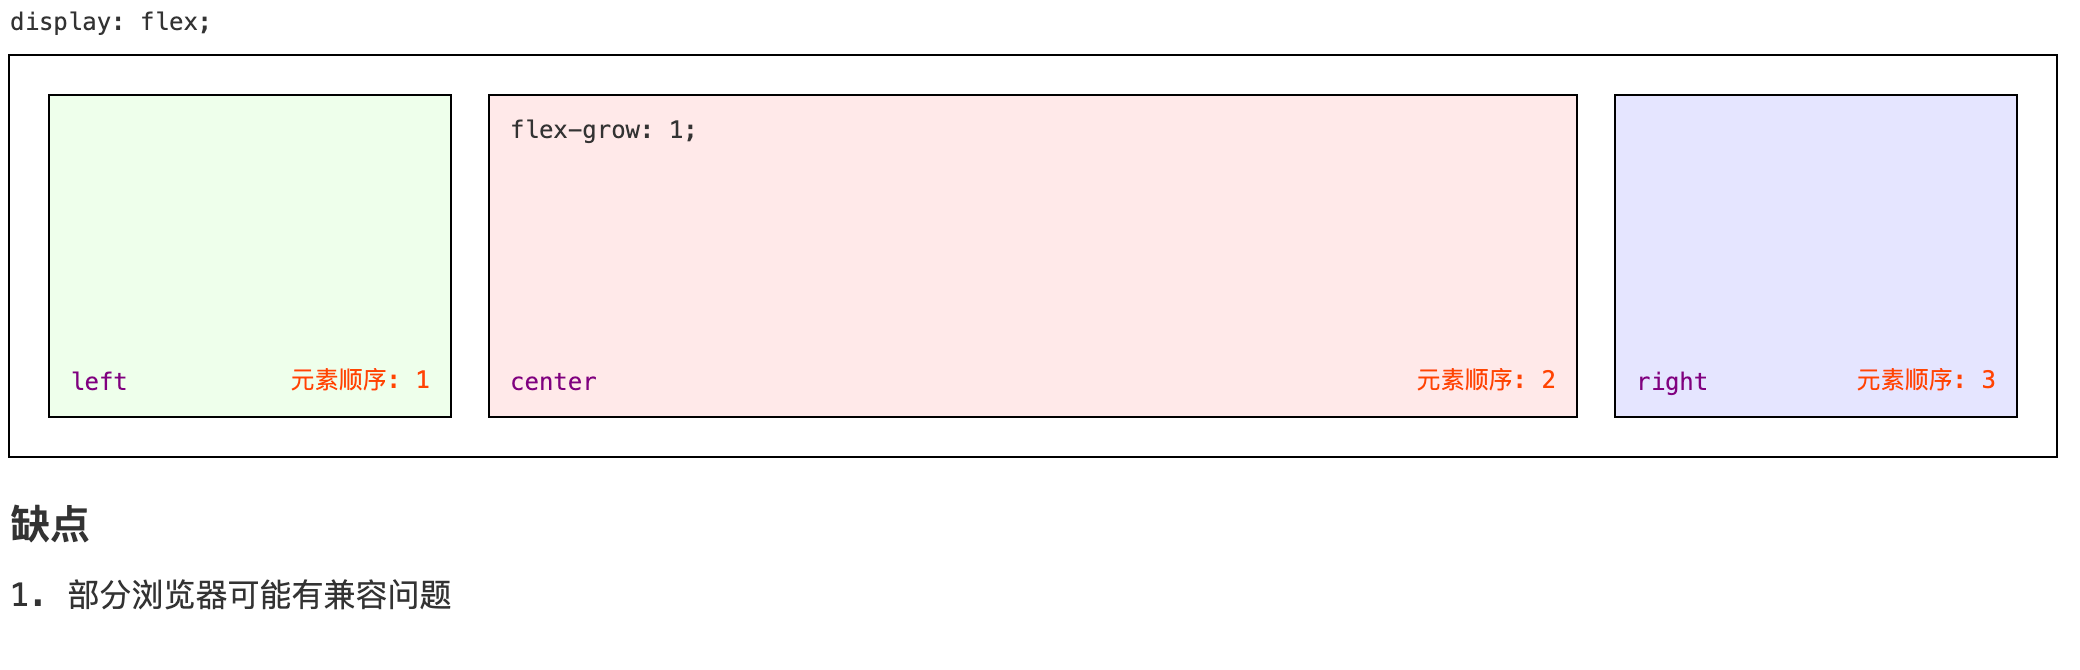 display: flex;
flex-grow: 1;
left 元素顺序: 1
center 元素顺序: 2
right 元素顺序: 3
缺点
1. 部分浏览器可能有兼容问题